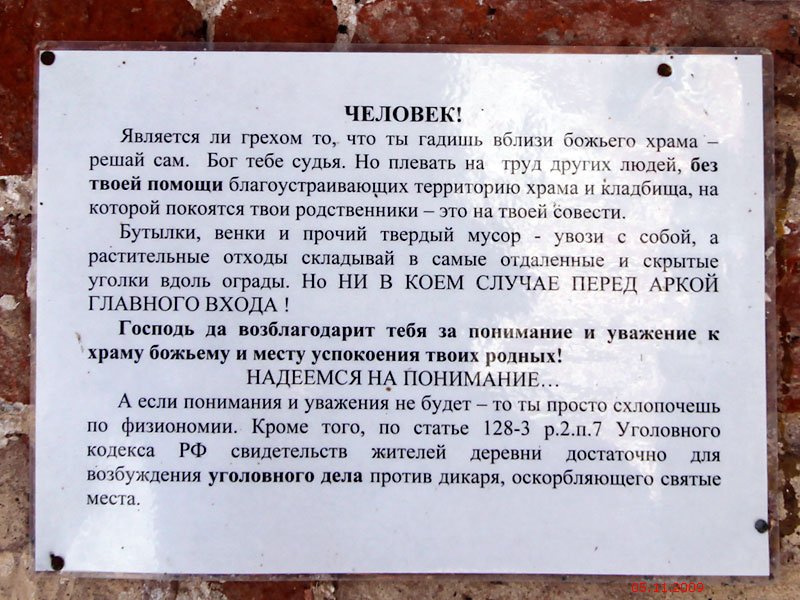 ЧЕЛОВЕК!
Является ли грехом то, что ты гадишь вблизи божьего храма –
решай сам. Бог тебе судья. Но плевать на труд других людей, без
твоей помощи благоустраивающих территорию храма и кладбища, на
которой покоятся твои родственники – это на твоей совести.
Бутылки, венки и прочий твердый мусор - увози с собой, а
растительные отходы складывай в самые отдаленные и скрытые
уголки вдоль ограды. Но НИ В КОЕМ СЛУЧАЕ ПЕРЕД АРКОЙ
ГЛАВНОГО ВХОДА !
Господь да возблагодарит тебя за понимание и уважение к
храму божьему и месту успокоения твоих родных!
НАДЕЕМСЯ НА ПОНИМАНИЕ…
А если понимания и уважения не будет – то ты просто схлопочешь
по физиономии. Кроме того, по статье 128-3 р.2.п.7 Уголовного
кодекса РФ свидетельств жителей деревни достаточно для
возбуждения уголовного дела против дикаря, оскорбляющего святые
места.
05.11.2009